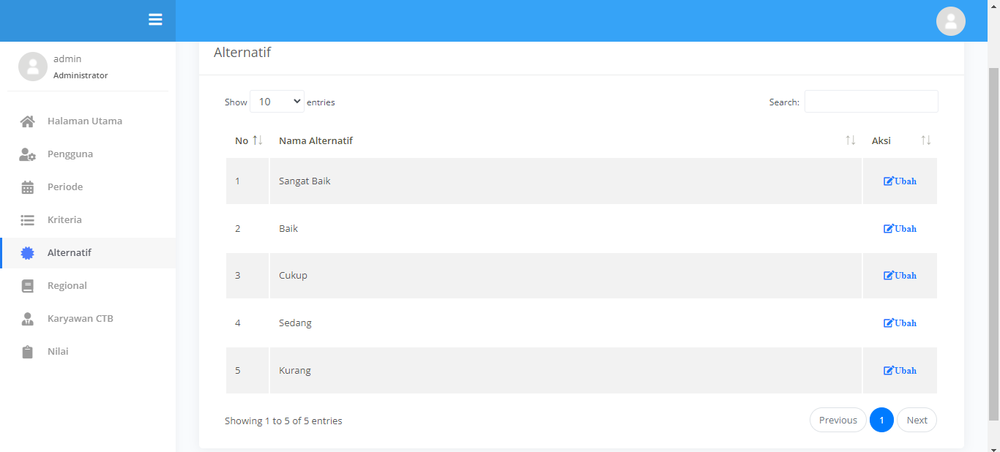 admin
Administrator
Halaman Utama
Pengguna
Periode
Kriteria
Alternatif
Regional
Karyawan CTB
Nilai
Alternatif
Show 10 entries Search:
No Nama Alternatif Aksi
1 Sangat Baik Ubah
2 Baik Ubah
3 Cukup Ubah
4 Sedang Ubah
5 Kurang Ubah
Showing 1 to 5 of 5 entries Previous 1 Next